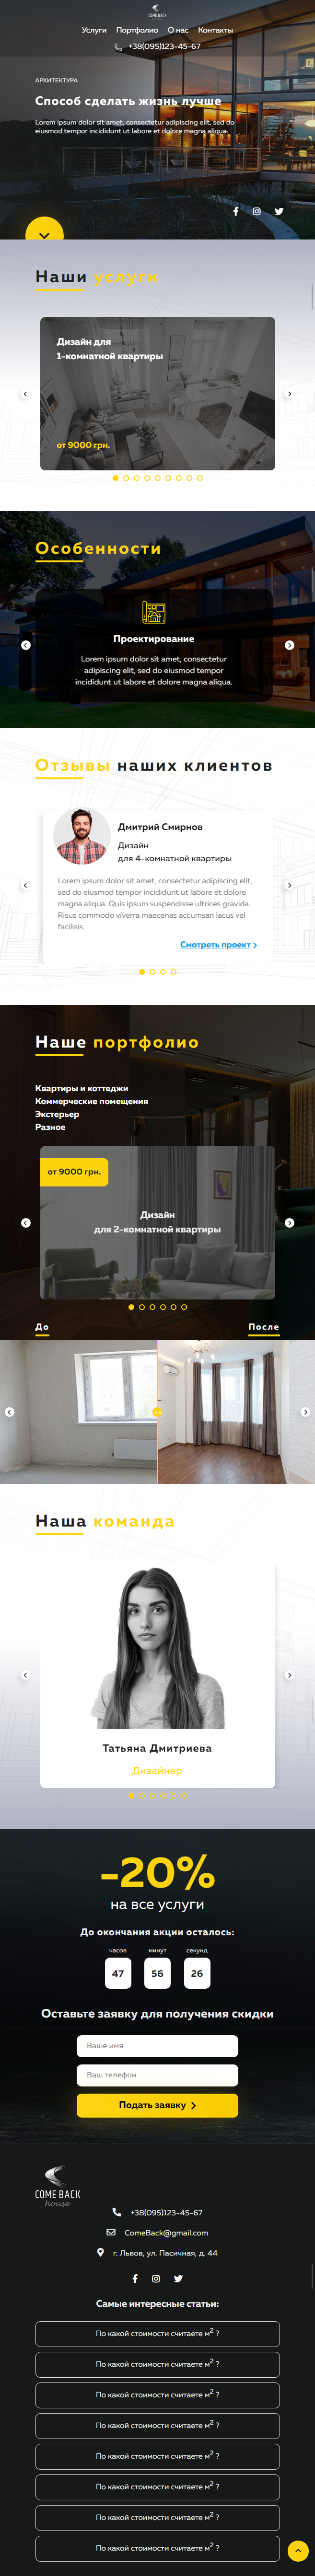 COME BACK
house
Услуги Портфолио О нас Контакты
+38(095)123-45-67
АРХИТЕКТУРА
Способ сделать жизнь лучше
Lorem ipsum dolor sit amet, consectetur adipiscing elit, sed do
eiusmod tempor incididunt ut labore et dolore magna aliqua.
Наши услуги
Дизайн для
1-комнатной квартиры
от 9000 грн.
Особенности
Проектирование
Lorem ipsum dolor sit amet, consectetur
adipiscing elit, sed do eiusmod tempor
incididunt ut labore et dolore magna aliqua.
Отзывы наших клиентов
Дмитрий Смирнов
Дизайн
для 4-комнатной квартиры
Lorem ipsum dolor sit amet, consectetur adipiscing elit,
sed do eiusmod tempor incididunt ut labore et dolore
magna aliqua. Quis ipsum suspendisse ultrices gravida.
Risus commodo viverra maecenas accumsan lacus vel
facilisis.
Смотреть проект
Наше портфолио
Квартиры и коттеджи
Коммерческие помещения
Экстерьер
Разное
от 9000 грн.
Дизайн
для 2-комнатной квартиры
До После
Наша команда
Татьяна Дмитриева
Дизайнер
-20%
на все услуги
До окончания акции осталось:
часов минут секунд
47 56 26
Оставьте заявку для получения скидки
Ваше имя
Ваш телефон
Подать заявку
COME BACK
house
+38(095)123-45-67
ComeBack@gmail.com
г. Львов, ул. Пасичная, д. 44
Самые интересные статьи:
По какой стоимости считаете м² ?
По какой стоимости считаете м² ?
По какой стоимости считаете м² ?
По какой стоимости считаете м² ?
По какой стоимости считаете м² ?
По какой стоимости считаете м² ?
По какой стоимости считаете м² ?
По какой стоимости считаете м² ?